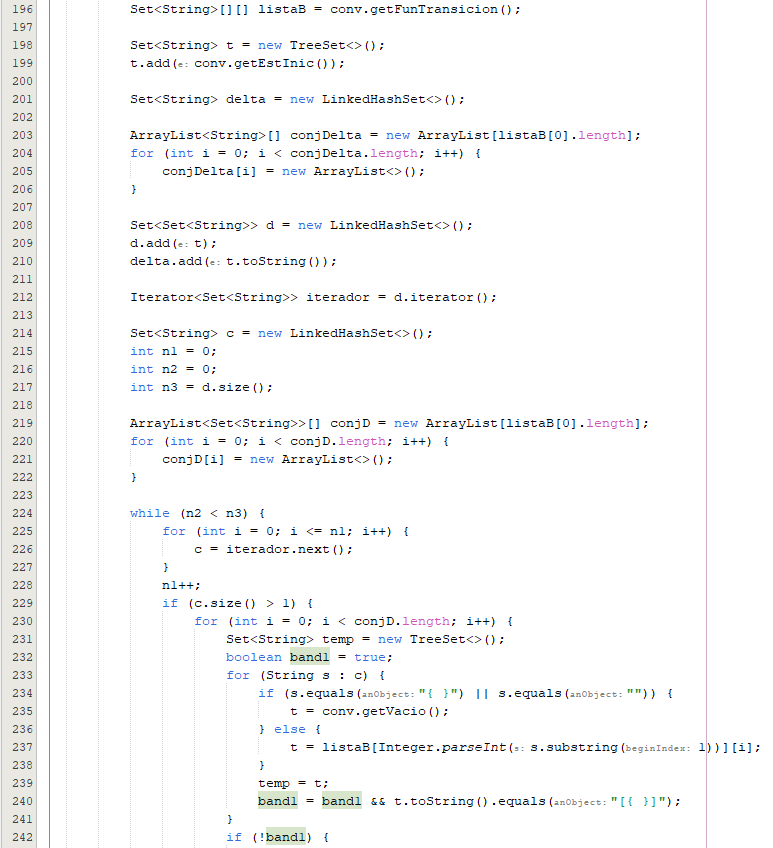 196 Set<String>[][] listaB = conv.getFunTransicion();
197
198 Set<String> t = new TreeSet<>();
199 t.add(e: conv.getEstInic());
200
201 Set<String> delta = new LinkedHashSet<>();
202
203 ArrayList<String>[] conjDelta = new ArrayList[listaB[0].length];
204 for (int i = 0; i < conjDelta.length; i++) {
205 conjDelta[i] = new ArrayList<>();
206 }
207
208 Set<Set<String>> d = new LinkedHashSet<>();
209 d.add(e: t);
210 delta.add(e: t.toString());
211
212 Iterator<Set<String>> iterador = d.iterator();
213
214 Set<String> c = new LinkedHashSet<>();
215 int n1 = 0;
216 int n2 = 0;
217 int n3 = d.size();
218
219 ArrayList<Set<String>>[] conjD = new ArrayList[listaB[0].length];
220 for (int i = 0; i < conjD.length; i++) {
221 conjD[i] = new ArrayList<>();
222 }
223
224 while (n2 < n3) {
225 for (int i = 0; i <= n1; i++) {
226 c = iterador.next();
227 }
228 n1++;
229 if (c.size() > 1) {
230 for (int i = 0; i < conjD.length; i++) {
231 Set<String> temp = new TreeSet<>();
232 boolean band1 = true;
233 for (String s : c) {
234 if (s.equals(anObject: "{ }") || s.equals(anObject: "")) {
235 t = conv.getVacio();
236 } else {
237 t = listaB[Integer.parseInt(s: s.substring(beginIndex: 1))][i];
238 }
239 temp = t;
240 band1 = band1 && t.toString().equals(anObject: "[{ }]");
241 }
242 if (!band1) {